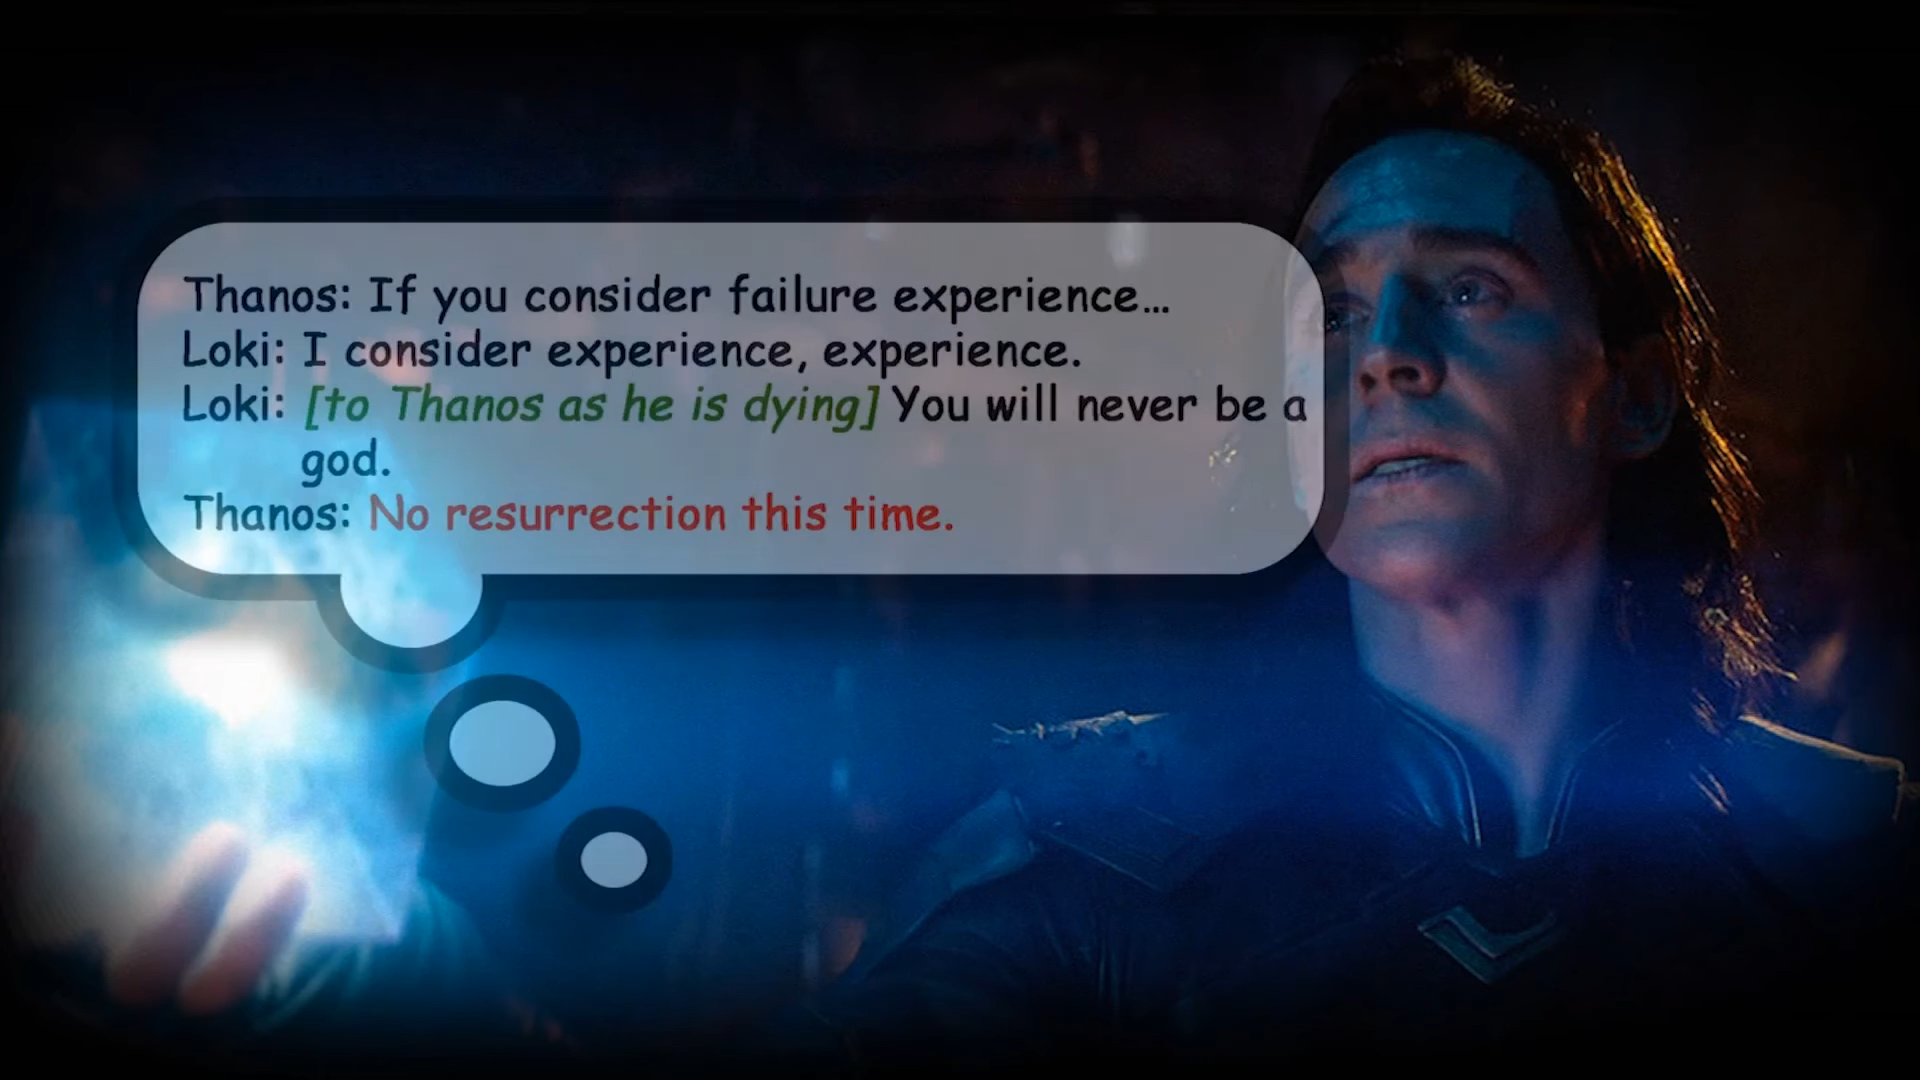 Thanos: If you consider failure experience...
Loki: I consider experience, experience.
Loki: [to Thanos as he is dying] You will never be a
god.
Thanos: No resurrection this time.